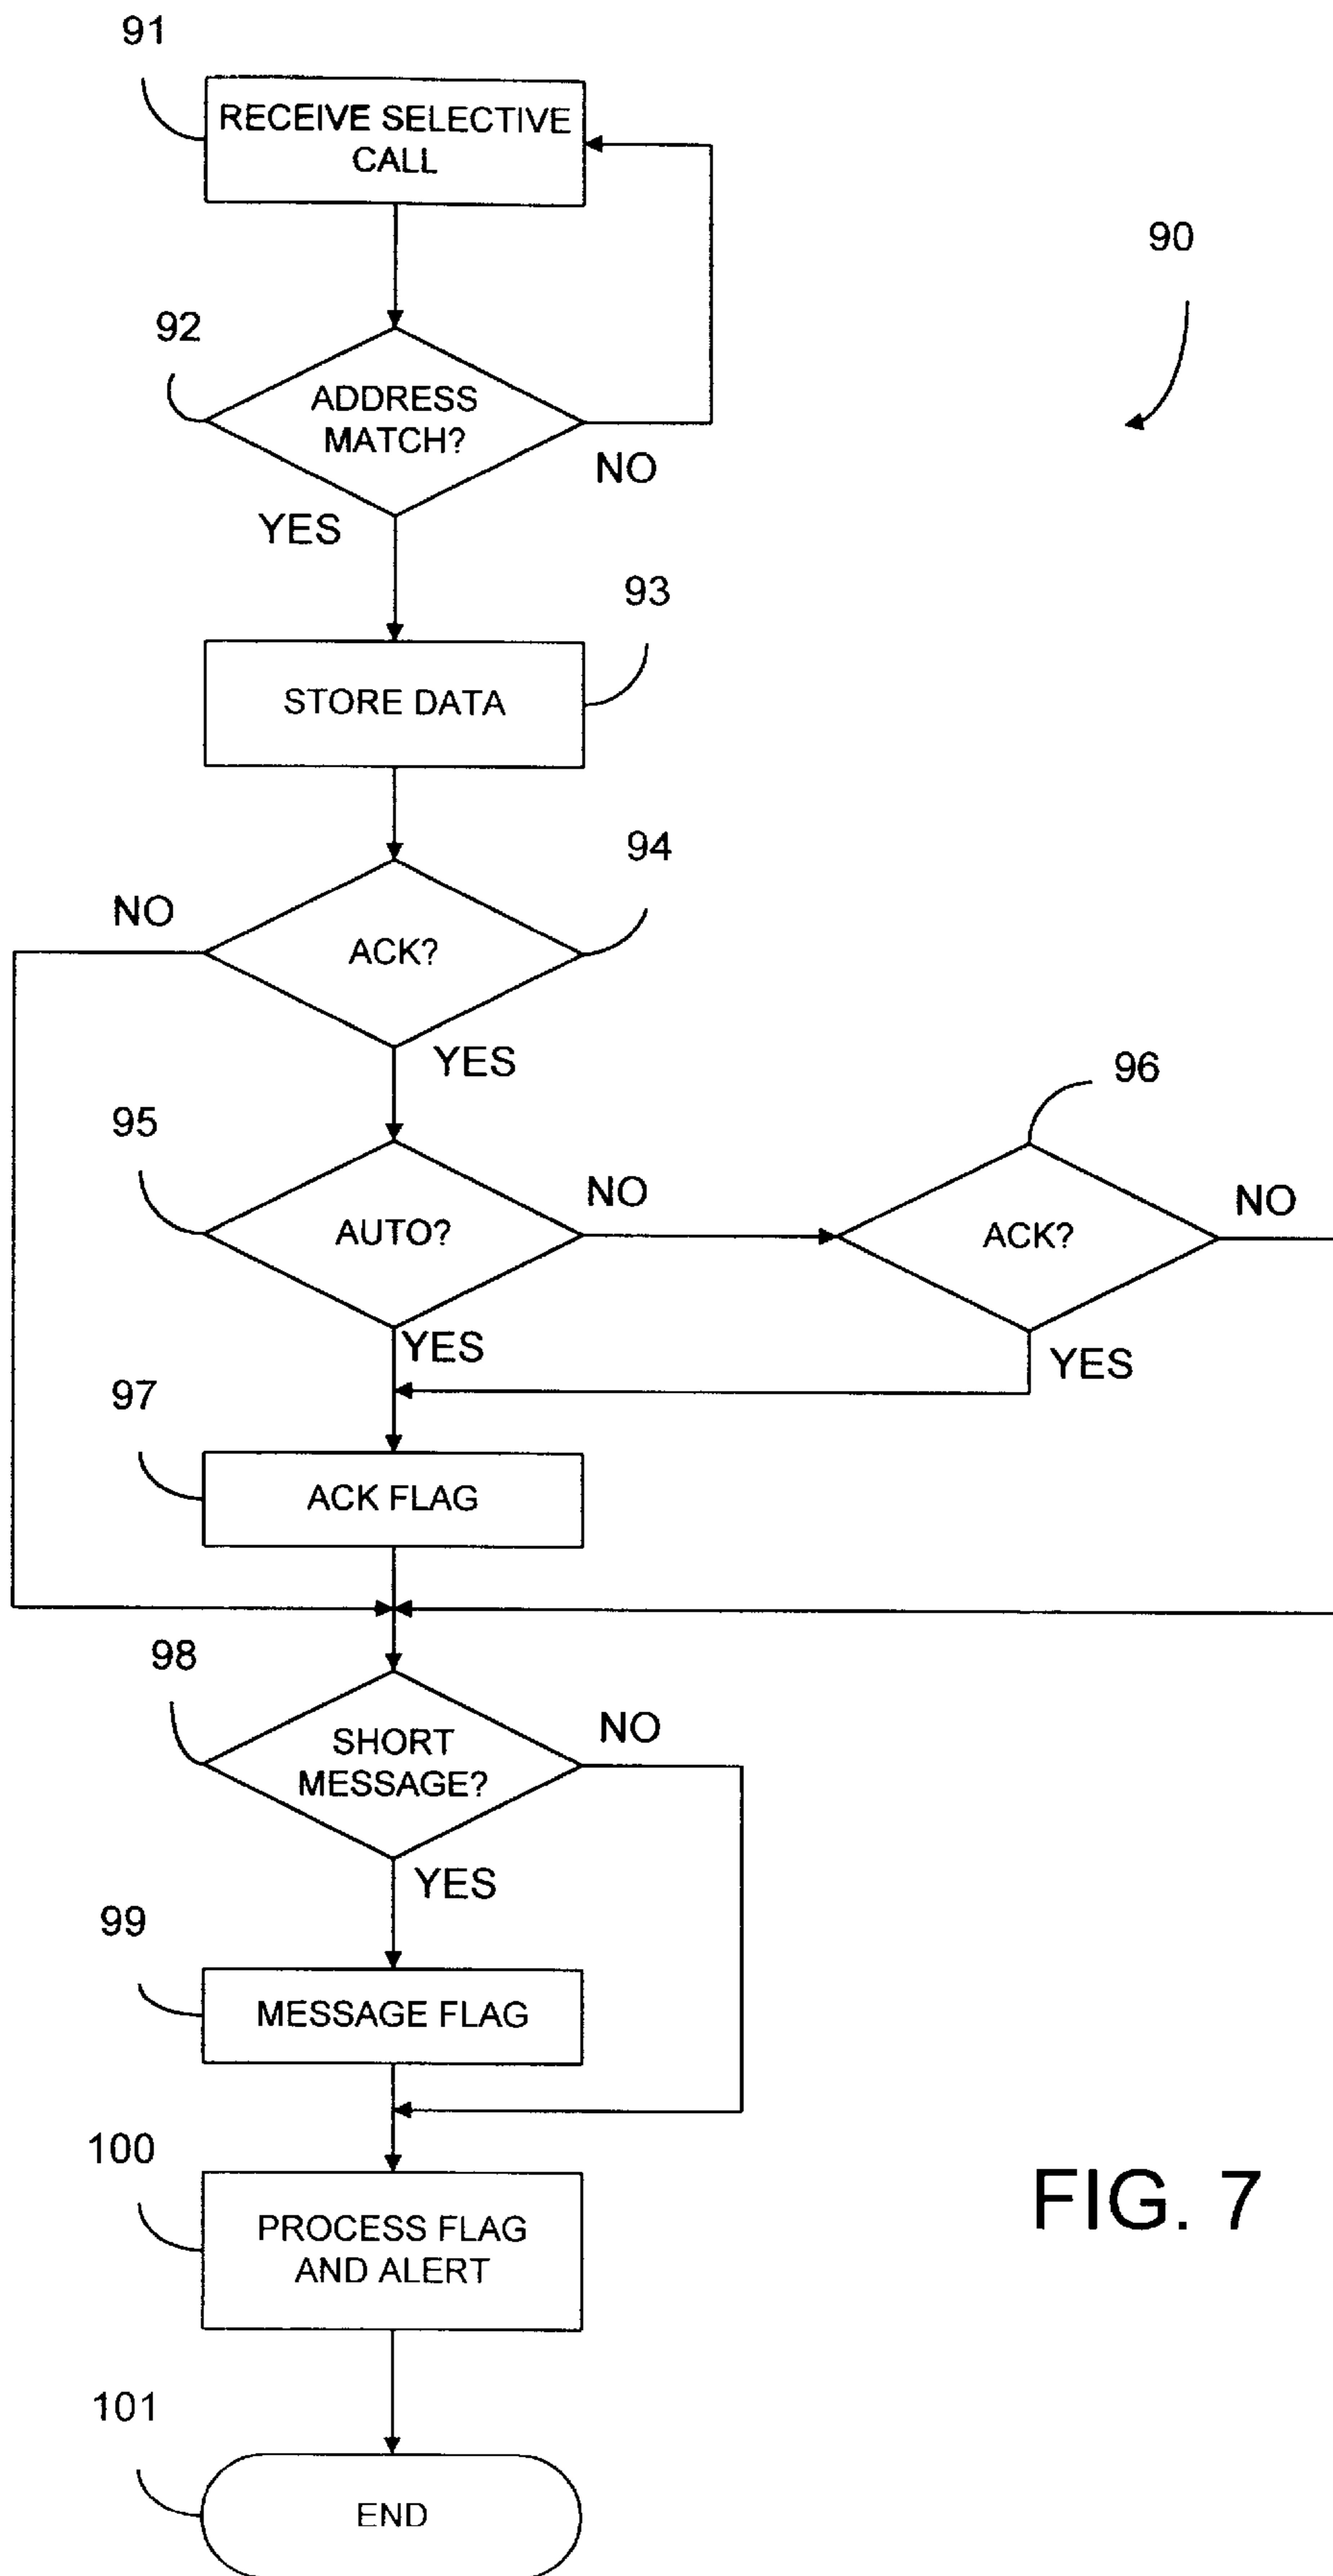 91
RECEIVE SELECTIVE
CALL
90
92
ADDRESS
MATCH?
NO
YES
93
STORE DATA
94
NO
ACK?
YES
96
95
NO
NO
AUTO?
ACK?
YES
YES
97
ACK FLAG
98
NO
SHORT
MESSAGE?
YES
99
MESSAGE FLAG
100
FIG. 7
PROCESS FLAG
AND ALERT
101
END